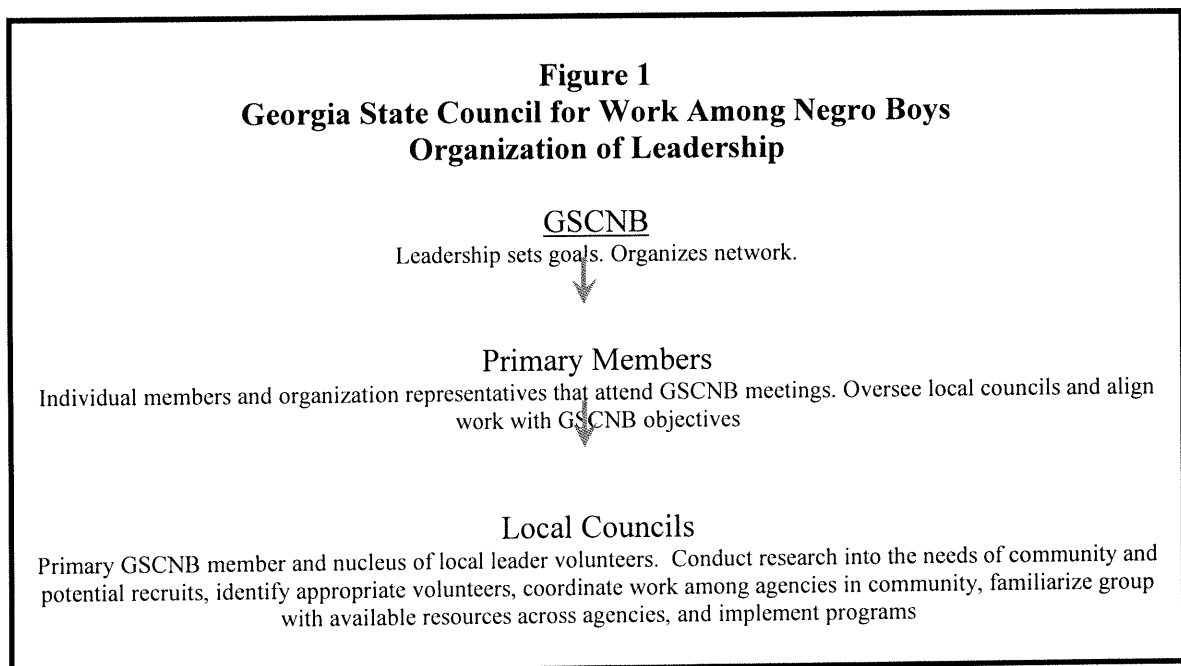 Figure 1
Georgia State Council for Work Among Negro Boys
Organization of Leadership
GSCNB
Leadership sets goals. Organizes network.
Primary Members
Individual members and organization representatives that attend GSCNB meetings. Oversee local councils and align
work with GSCNB objectives
Local Councils
Primary GSCNB member and nucleus of local leader volunteers. Conduct research into the needs of community and
potential recruits, identify appropriate volunteers, coordinate work among agencies in community, familiarize group
with available resources across agencies, and implement programs